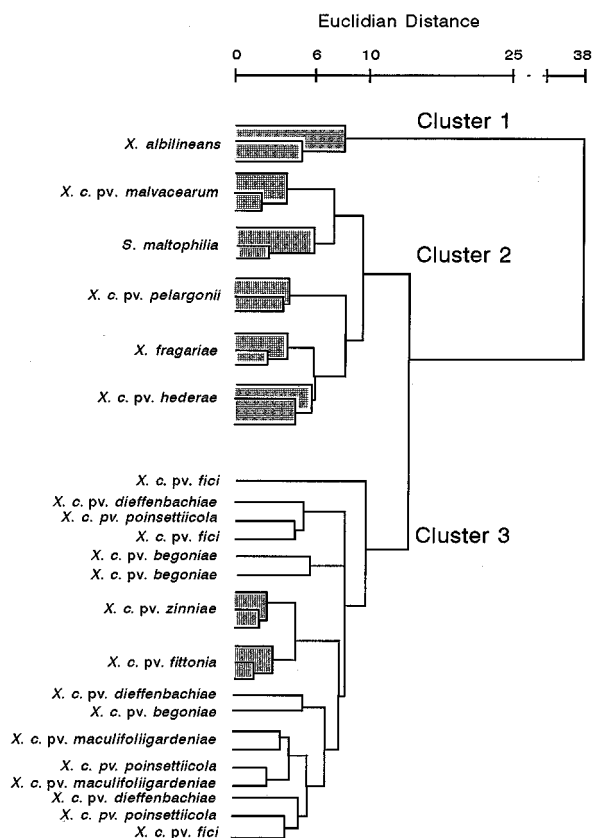 Euclidian Distance
0 6 10 25 38
Cluster 1
X. albilineans
X. c. pv. malvacearum
S. maltophilia
Cluster 2
X. c. pv. pelargonii
X. fragariae
X. c. pv. hederae
X. c. pv. fici
X. c. pv. dieffenbachiae
X. c. pv. poinsettiicola
X. c. pv. fici
Cluster 3
X. c. pv. begoniae
X. c. pv. begoniae
X. c. pv. zinniae
X. c. pv. fittonia
X. c. pv. dieffenbachiae
X. c. pv. begoniae
X. c. pv. maculifoliigardeniae
X. c. pv. poinsettiicola
X. c. pv. maculifoliigardeniae
X. c. pv. dieffenbachiae
X. c. pv. poinsettiicola
X. c. pv. fici